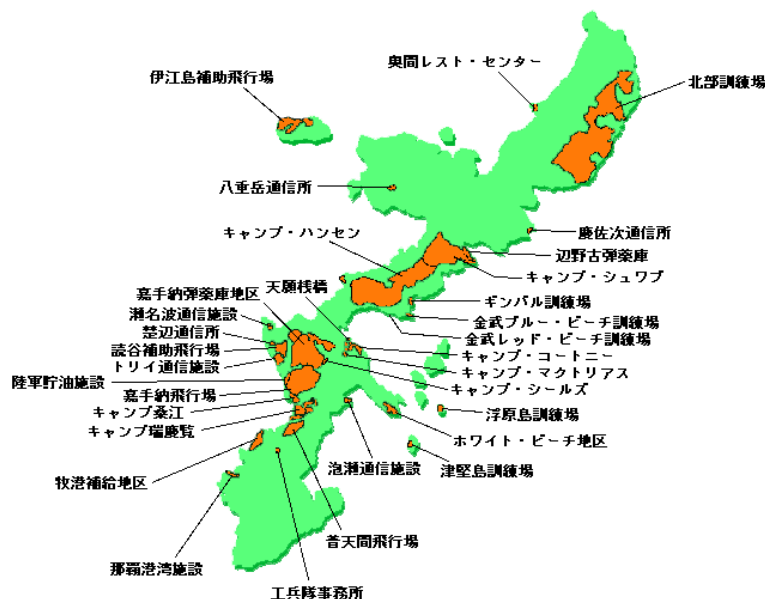 奥間レスト・センター
伊江島補助飛行場
北部訓練場
八重岳通信所
慶佐次通信所
キャンプ・ハンセン
辺野古弾薬庫
キャンプ・シュワブ
天願桟橋
嘉手納弾薬庫地区
ギンバル訓練場
瀬名波通信施設
金武ブルー・ビーチ訓練場
楚辺通信所
金武レッド・ビーチ訓練場
読谷補助飛行場
キャンプ・コートニー
トリイ通信施設
キャンプ・マクトリアス
陸軍貯油施設
キャンプ・シールズ
嘉手納飛行場
キャンプ桑江
浮原島訓練場
キャンプ瑞慶覧
ホワイト・ビーチ地区
泡瀬通信施設
津堅島訓練場
牧港補給地区
普天間飛行場
那覇港湾施設
工兵隊事務所